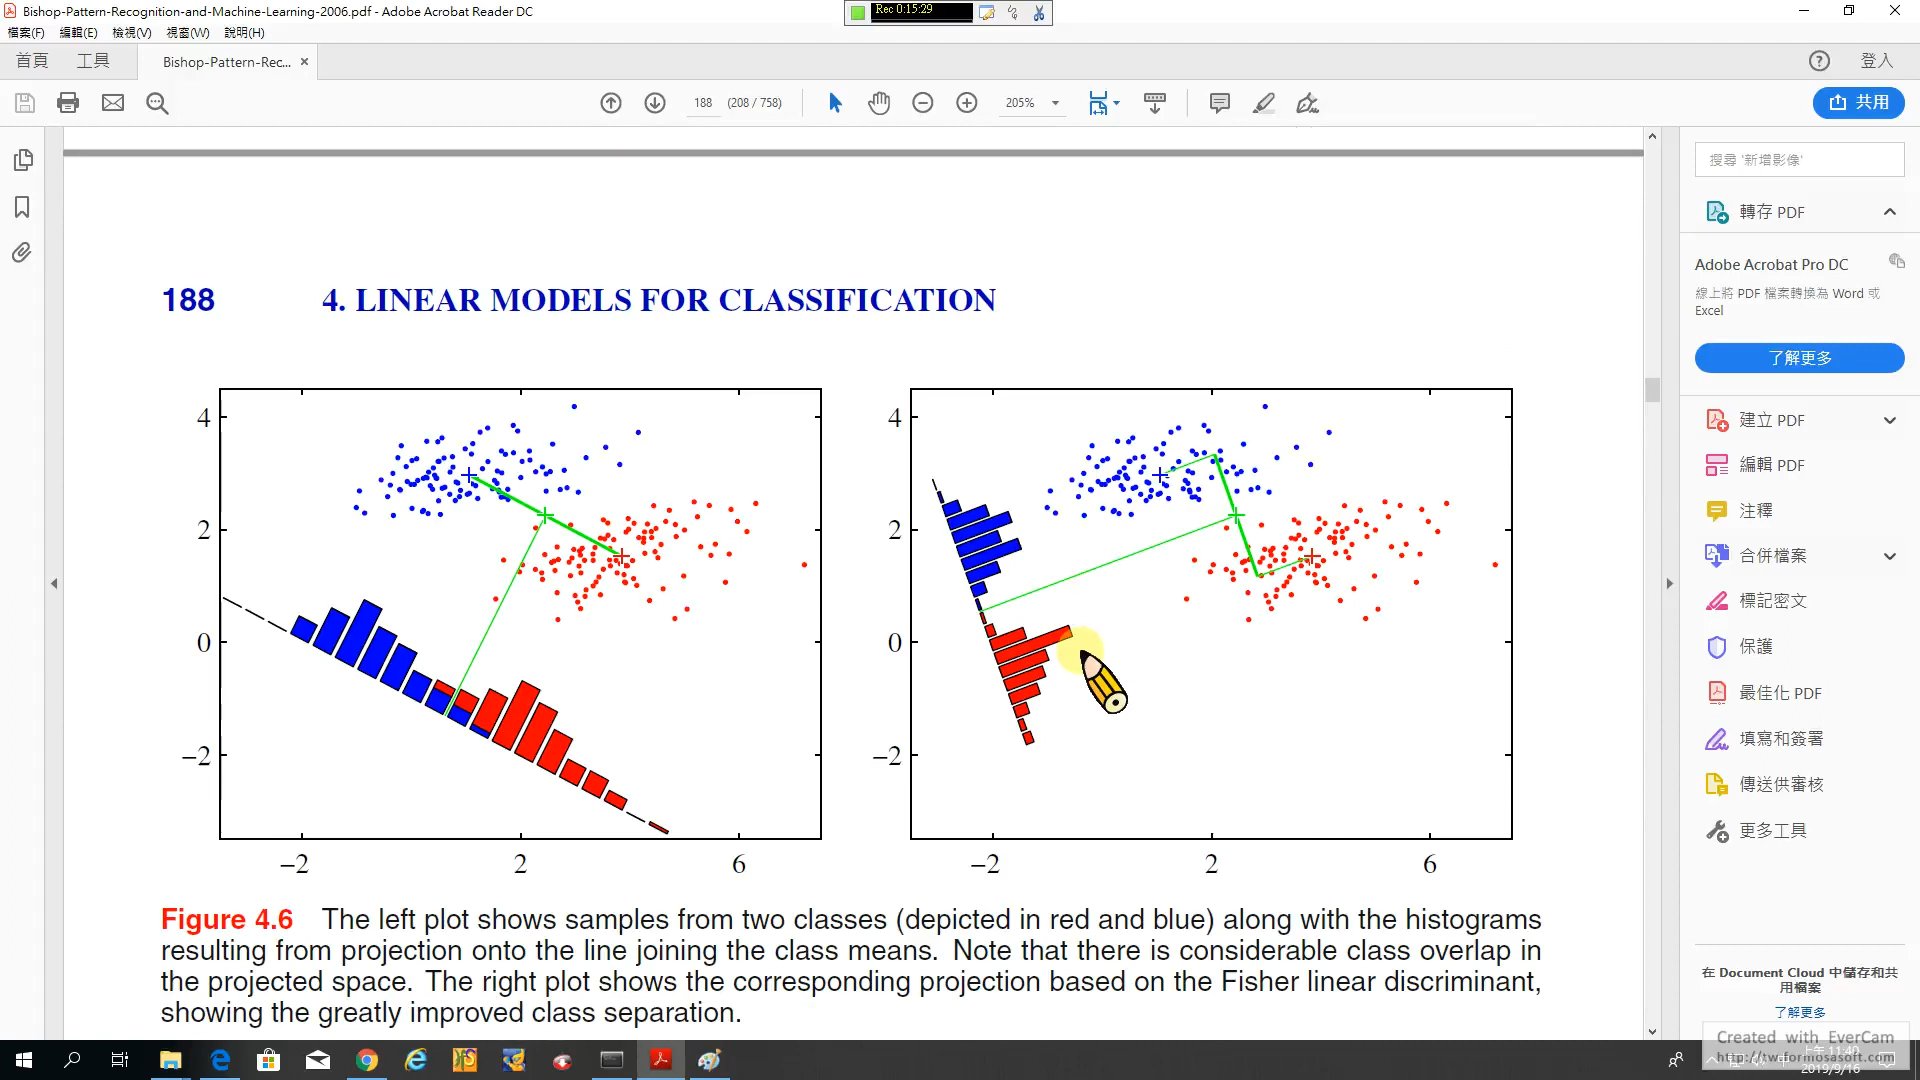 Bishop-Pattern-Recognition-and-Machine-Learning-2006.pdf - Adobe Acrobat Reader DC
Rec 0:15:29
檔案(F) 編輯(E) 檢視(V) 視窗(W) 說明(H)
首頁 工具 Bishop-Pattern-Rec... × 登入
188 (208 / 758) 205% 共用
搜尋 '新增影像'
轉存 PDF
Adobe Acrobat Pro DC
線上將 PDF 檔案轉換為 Word 或
Excel
了解更多
建立 PDF
編輯 PDF
注釋
合併檔案
標記密文
保護
最佳化 PDF
填寫和簽署
傳送供審核
更多工具
在 Document Cloud 中儲存和共
用檔案
了解更多
188 4. LINEAR MODELS FOR CLASSIFICATION
4
2
0
−2
−2 2 6
4
2
0
−2
−2 2 6
Figure 4.6 The left plot shows samples from two classes (depicted in red and blue) along with the histograms
resulting from projection onto the line joining the class means. Note that there is considerable class overlap in
the projected space. The right plot shows the corresponding projection based on the Fisher linear discriminant,
showing the greatly improved class separation.
Created with EverCam
http://tw.formosasoft.com
2019/9/16